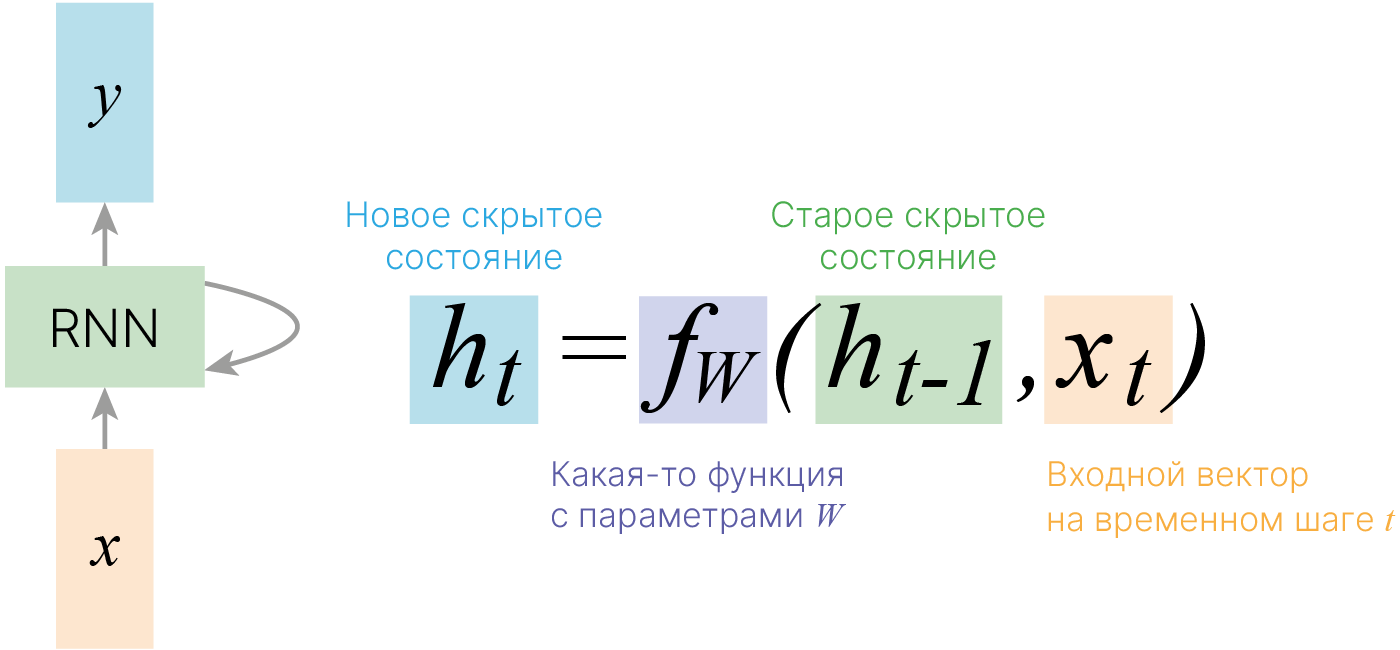 y
RNN
x
Новое скрытое
состояние
Старое скрытое
состояние
h_t = f_W(h_{t-1}, x_t)
Какая-то функция
с параметрами W
Входной вектор
на временном шаге t